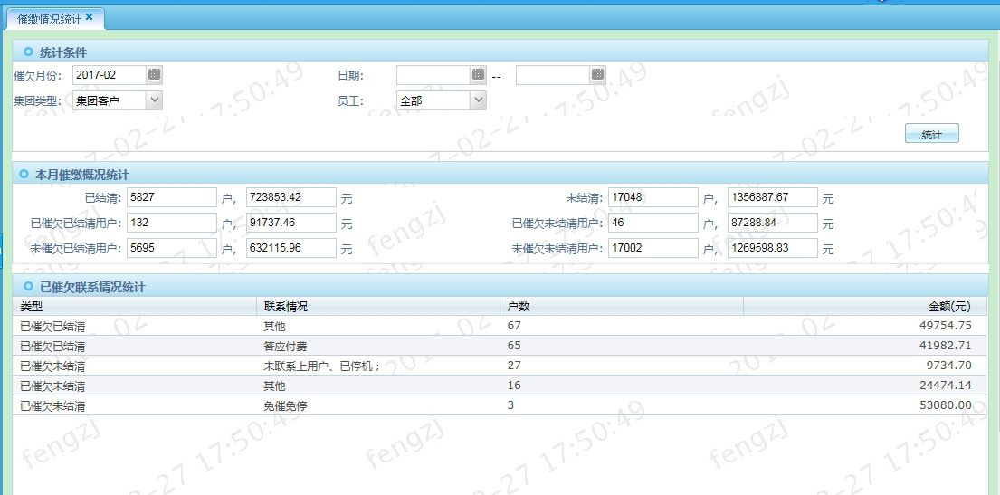 催缴情况统计 ×
统计条件
催欠月份: 2017-02 日期: --
集团类型: 集团客户 员工: 全部
统计
本月催缴概况统计
已结清: 5827 户, 723853.42 元 未结清: 17048 户, 1356887.67 元
已催欠已结清用户: 132 户, 91737.46 元 已催欠未结清用户: 46 户, 87288.84 元
未催欠已结清用户: 5695 户, 632115.96 元 未催欠未结清用户: 17002 户, 1269598.83 元
已催欠联系情况统计
类型 联系情况 户数 金额(元)
已催欠已结清 其他 67 49754.75
已催欠已结清 答应付费 65 41982.71
已催欠未结清 未联系上用户、已停机; 27 9734.70
已催欠未结清 其他 16 24474.14
已催欠未结清 免催免停 3 53080.00
fengzj
2017-02-27 17:50:49